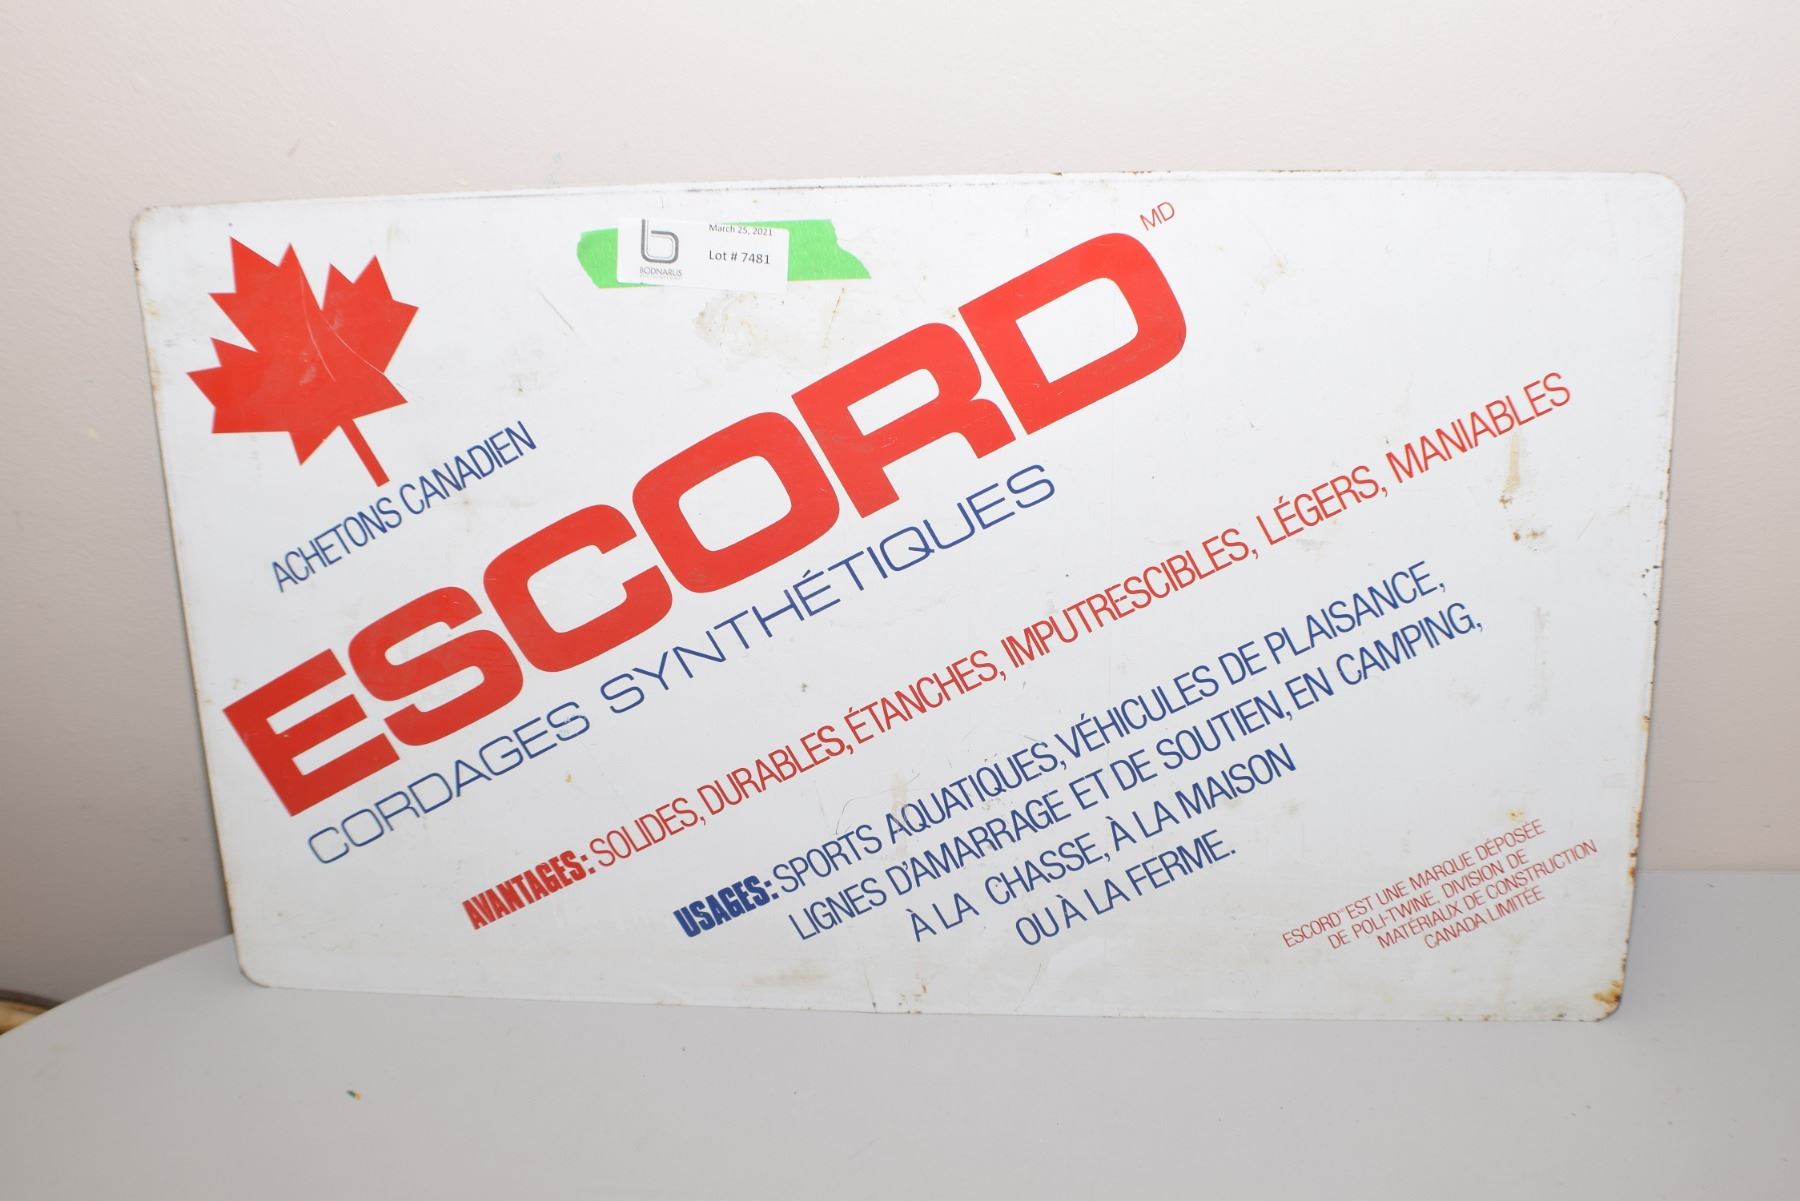 March 25, 2021
Lot # 7481
BODNARUS
MD
ACHETONS CANADIEN
ESCORD
CORDAGES SYNTHÉTIQUES
AVANTAGES: SOLIDES, DURABLES, ÉTANCHES, IMPUTRESCIBLES, LÉGERS, MANIABLES
USAGES: SPORTS AQUATIQUES, VÉHICULES DE PLAISANCE,
LIGNES D'AMARRAGE ET DE SOUTIEN, EN CAMPING,
À LA CHASSE, À LA MAISON
OU À LA FERME.
ESCORD EST UNE MARQUE DÉPOSÉE
DE POLI-TWINE. DIVISION DE
MATÉRIAUX DE CONSTRUCTION
CANADA LIMITÉE